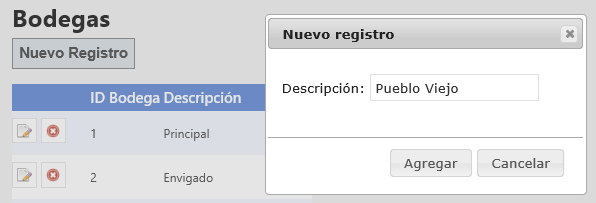 Bodegas
Nuevo Registro
ID Bodega Descripción
1 Principal
2 Envigado
Nuevo registro
Descripción: Pueblo Viejo
Agregar Cancelar